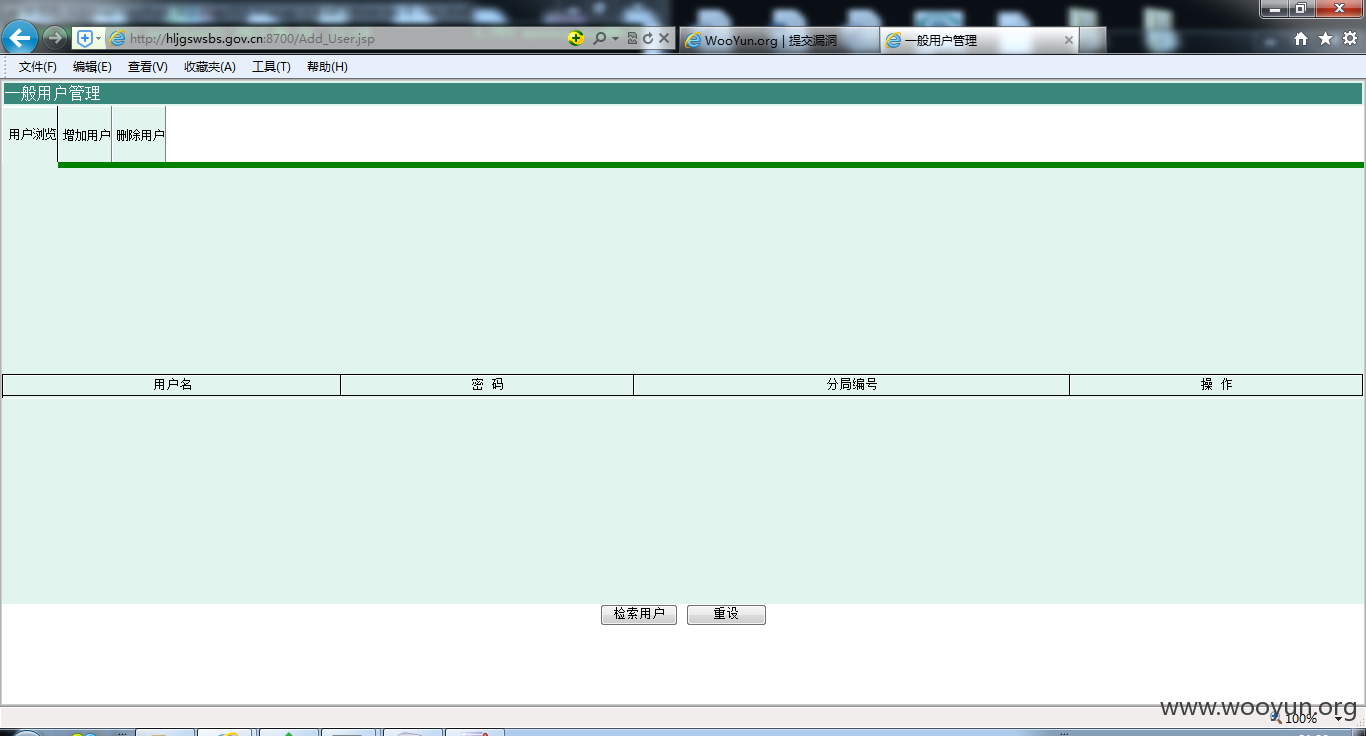 http://hljgswsbs.gov.cn:8700/Add_User.jsp
WooYun.org | 提交漏洞
一般用户管理
文件(F) 编辑(E) 查看(V) 收藏夹(A) 工具(T) 帮助(H)
一般用户管理
用户浏览 增加用户 删除用户
用户名 密 码 分局编号 操 作
检索用户 重设
www.wooyun.org
100%